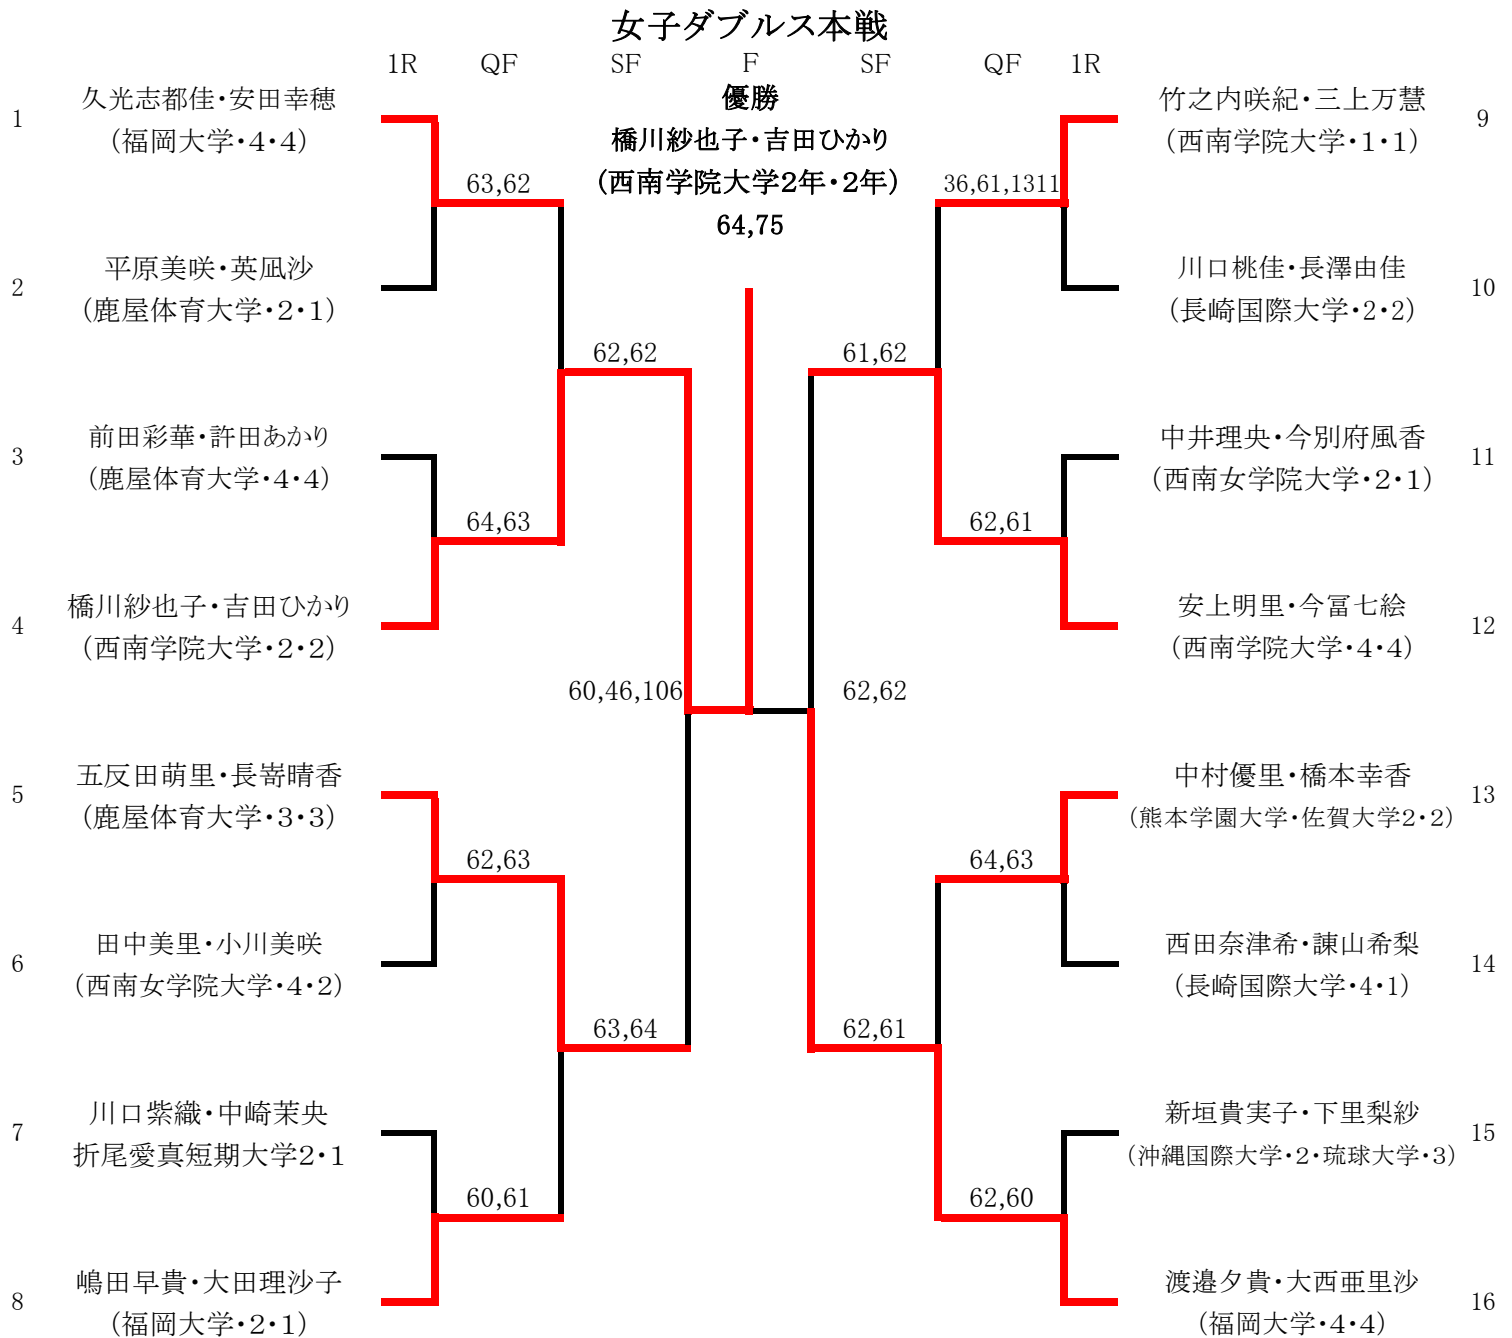 女子ダブルス本戦
1R QF SF F SF QF 1R
優勝
橋川紗也子・吉田ひかり
(西南学院大学2年・2年)
64,75
1 久光志都佳・安田幸穂
(福岡大学・4・4)
63,62
2 平原美咲・英凪沙
(鹿屋体育大学・2・1)
62,62
3 前田彩華・許田あかり
(鹿屋体育大学・4・4)
64,63
4 橋川紗也子・吉田ひかり
(西南学院大学・2・2)
60,46,106
5 五反田萌里・長嵜晴香
(鹿屋体育大学・3・3)
62,63
6 田中美里・小川美咲
(西南女学院大学・4・2)
63,64
7 川口紫織・中崎茉央
折尾愛真短期大学2・1
60,61
8 嶋田早貴・大田理沙子
(福岡大学・2・1)
竹之内咲紀・三上万慧 9
(西南学院大学・1・1)
36,61,1311
川口桃佳・長澤由佳 10
(長崎国際大学・2・2)
61,62
中井理央・今別府風香 11
(西南女学院大学・2・1)
62,61
安上明里・今冨七絵 12
(西南学院大学・4・4)
62,62
中村優里・橋本幸香 13
(熊本学園大学・佐賀大学2・2)
64,63
西田奈津希・諌山希梨 14
(長崎国際大学・4・1)
62,61
新垣貴実子・下里梨紗 15
(沖縄国際大学・2・琉球大学・3)
62,60
渡邉夕貴・大西亜里沙 16
(福岡大学・4・4)